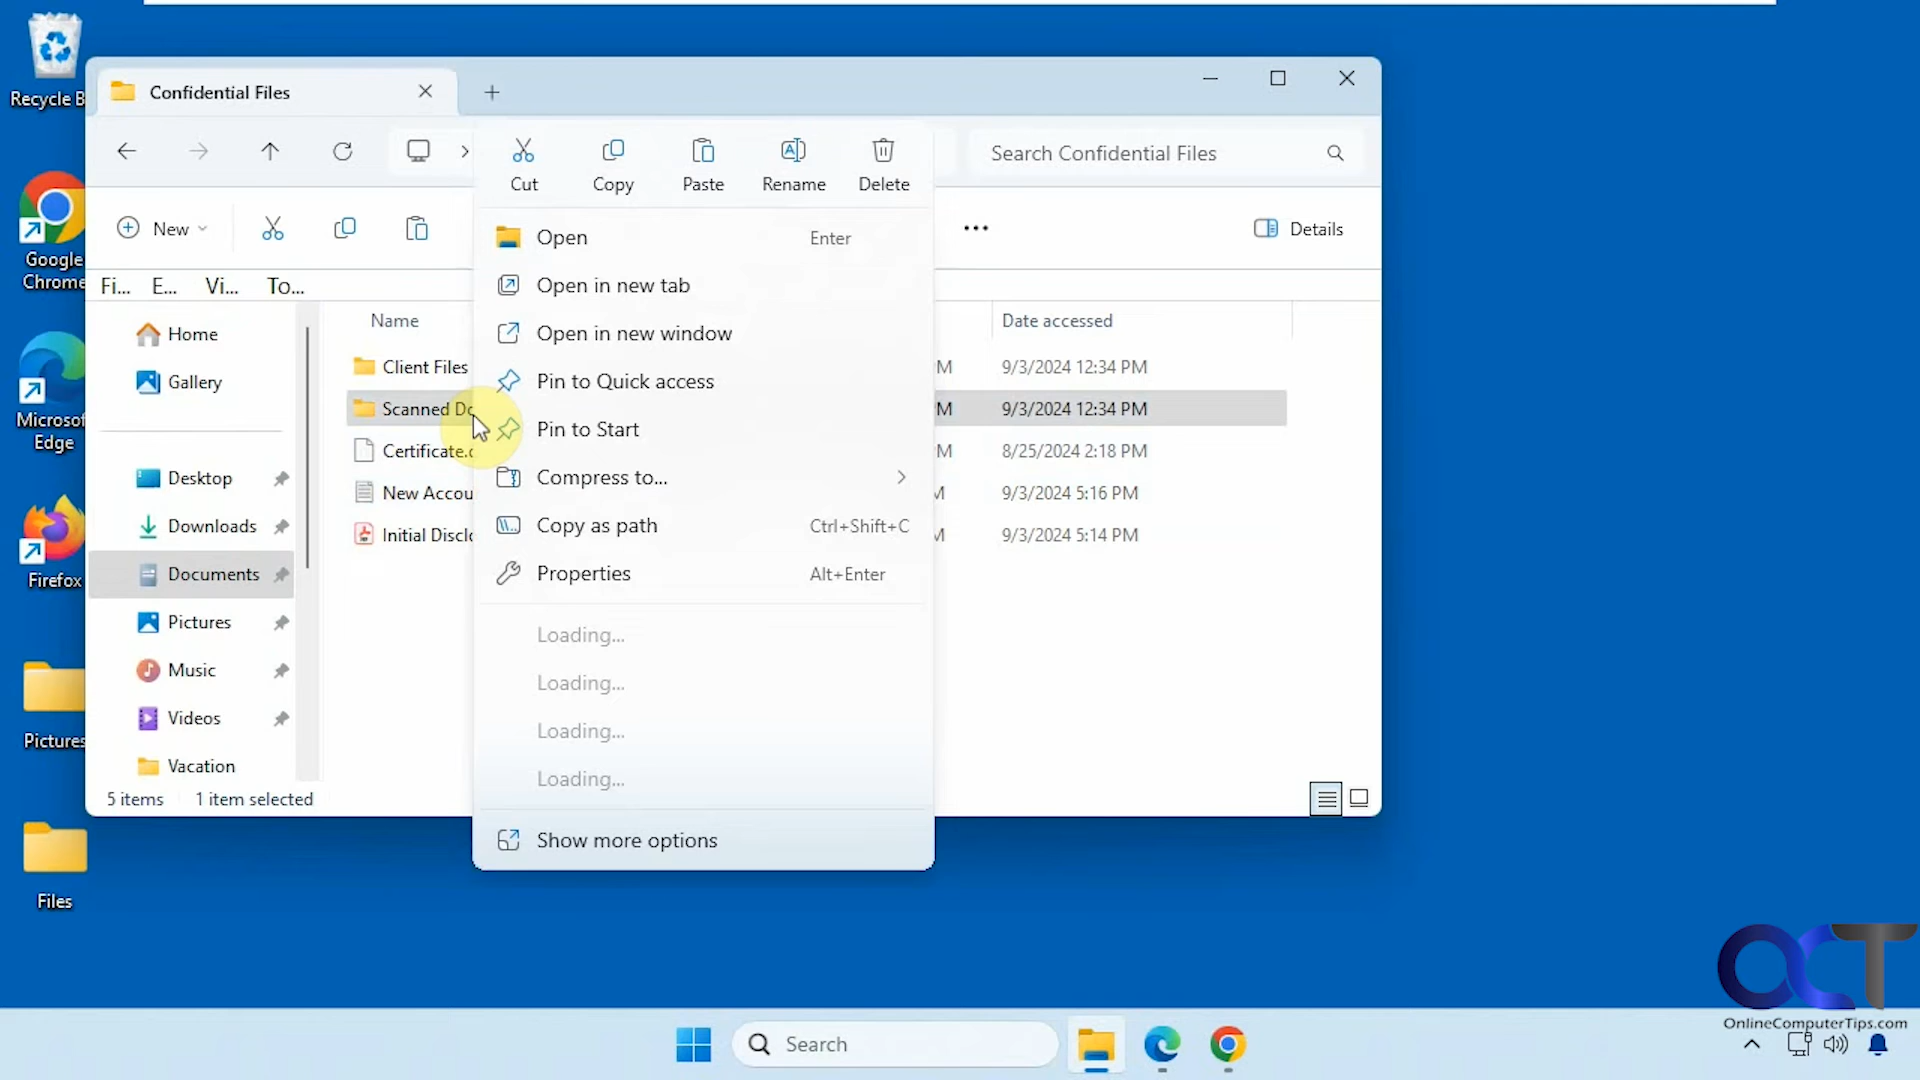 Recycle B
Google
Chrome
Microsof
Edge
Firefox
Pictures
Files
Confidential Files
Search Confidential Files
New
Details
Fi... E... Vi... To...
Home
Gallery
Desktop
Downloads
Documents
Pictures
Music
Videos
Vacation
5 items 1 item selected
Name
Date accessed
Client Files
M 9/3/2024 12:34 PM
Scanned Do
M 9/3/2024 12:34 PM
Certificate.c
M 8/25/2024 2:18 PM
New Accou
M 9/3/2024 5:16 PM
Initial Disclo
M 9/3/2024 5:14 PM
Cut Copy Paste Rename Delete
Open Enter
Open in new tab
Open in new window
Pin to Quick access
Pin to Start
Compress to...
Copy as path Ctrl+Shift+C
Properties Alt+Enter
Loading...
Loading...
Loading...
Loading...
Show more options
Search
OCT
OnlineComputerTips.com